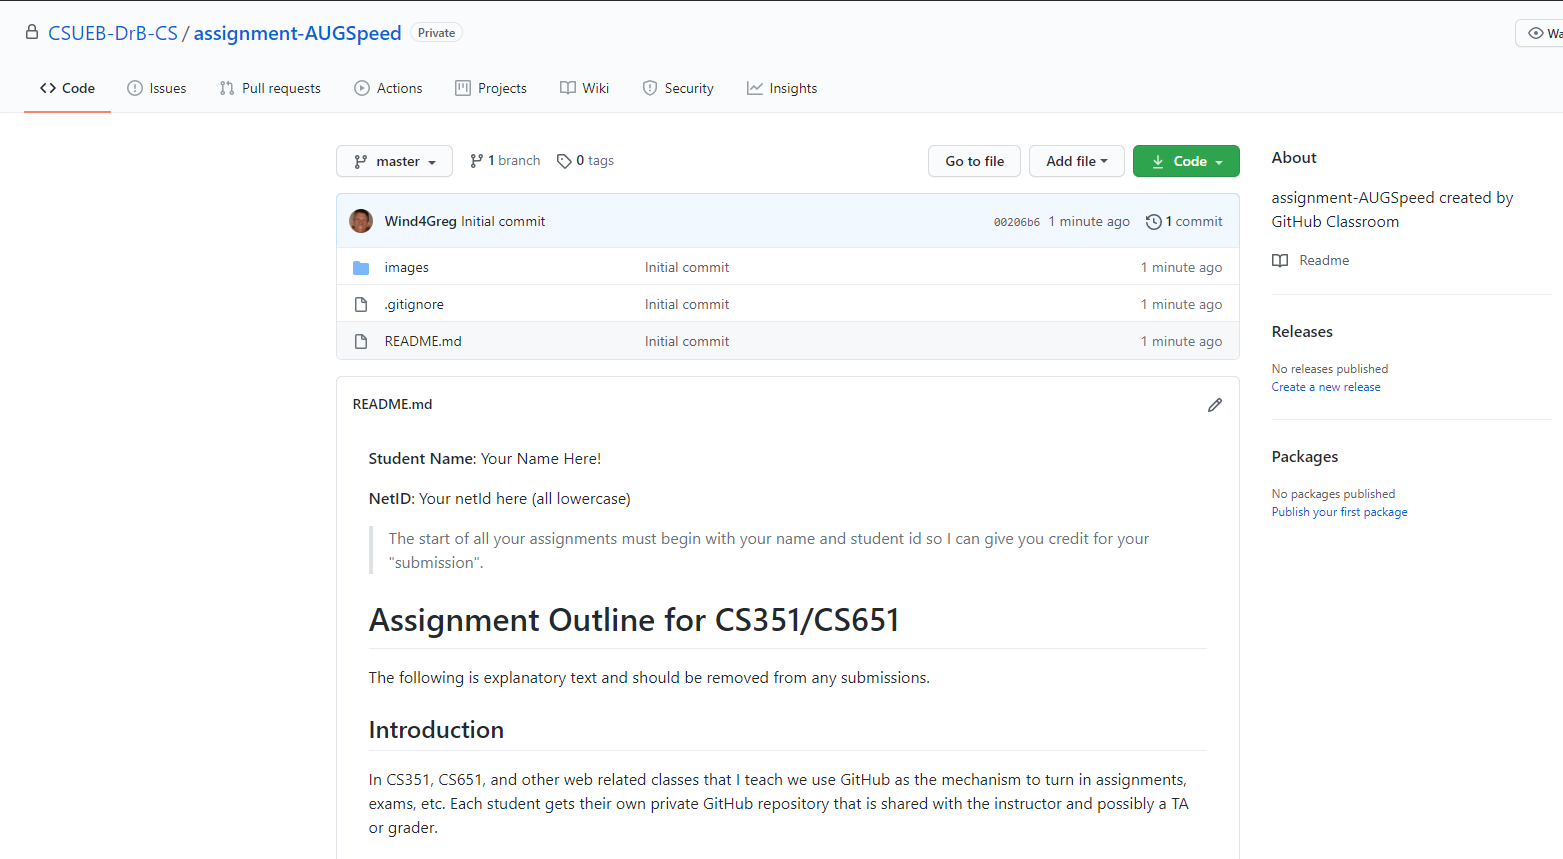 CSUEB-DrB-CS / assignment-AUGSpeed Private
Wa
Code Issues Pull requests Actions Projects Wiki Security Insights
master 1 branch 0 tags Go to file Add file Code
Wind4Greg Initial commit 00206b6 1 minute ago 1 commit
images Initial commit 1 minute ago
.gitignore Initial commit 1 minute ago
README.md Initial commit 1 minute ago
README.md
Student Name: Your Name Here!
NetID: Your netId here (all lowercase)
The start of all your assignments must begin with your name and student id so I can give you credit for your
"submission".
Assignment Outline for CS351/CS651
The following is explanatory text and should be removed from any submissions.
Introduction
In CS351, CS651, and other web related classes that I teach we use GitHub as the mechanism to turn in assignments,
exams, etc. Each student gets their own private GitHub repository that is shared with the instructor and possibly a TA
or grader.
About
assignment-AUGSpeed created by
GitHub Classroom
Readme
Releases
No releases published
Create a new release
Packages
No packages published
Publish your first package